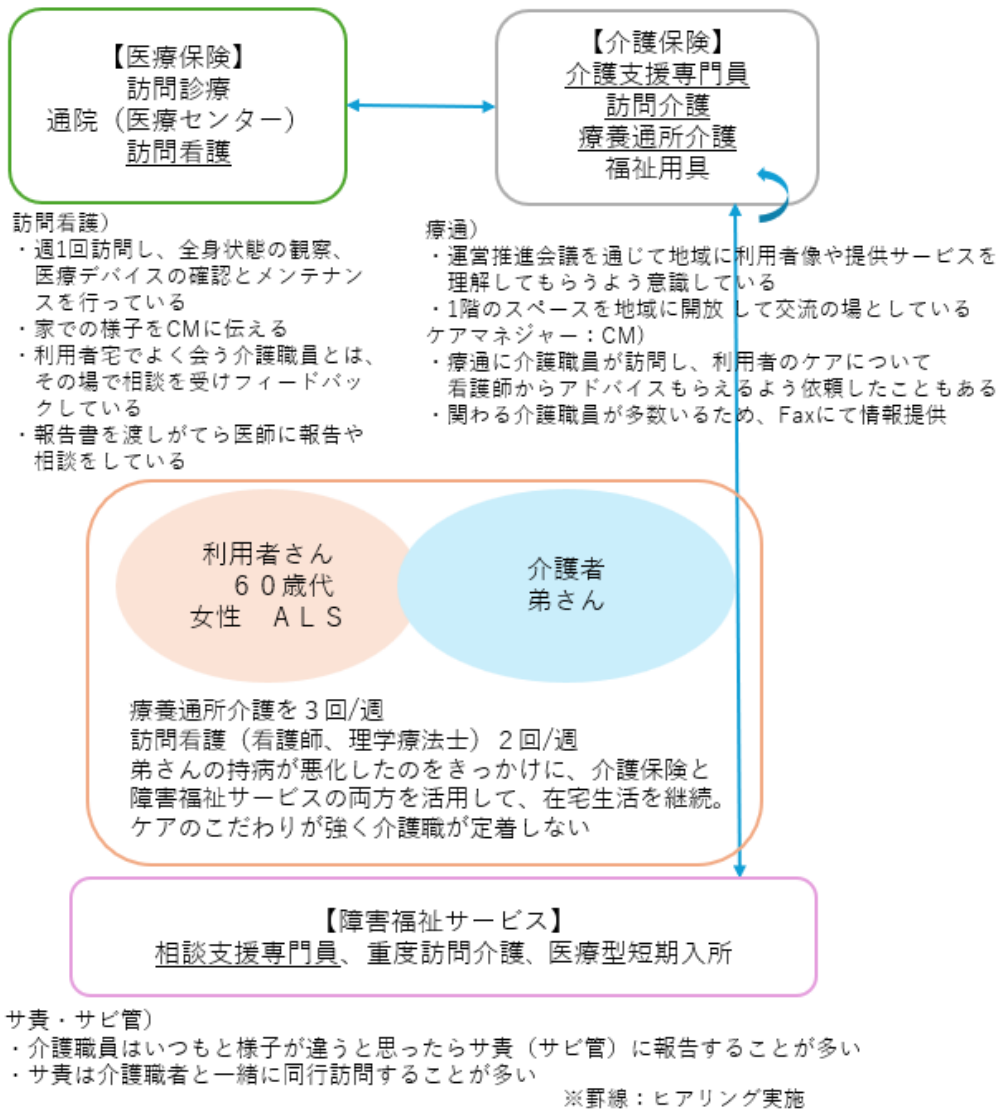 【医療保険】
訪問診療
通院（医療センター）
訪問看護
【介護保険】
介護支援専門員
訪問介護
療養通所介護
福祉用具
訪問看護）
・週1回訪問し、全身状態の観察、
医療デバイスの確認とメンテナン
スを行っている
・家での様子をCMに伝える
・利用者宅でよく会う介護職員とは、
その場で相談を受けフィードバッ
クしている
・報告書を渡しがてら医師に報告や
相談をしている
療通）
・運営推進会議を通じて地域に利用者像や提供サービスを
理解してもらうよう意識している
・1階のスペースを地域に開放 して交流の場としている
ケアマネジャー：CM）
・療通に介護職員が訪問し、利用者のケアについて
看護師からアドバイスもらえるよう依頼したこともある
・関わる介護職員が多数いるため、Faxにて情報提供
利用者さん
６０歳代
女性　ＡＬＳ
介護者
弟さん
療養通所介護を３回/週
訪問看護（看護師、理学療法士）２回/週
弟さんの持病が悪化したのをきっかけに、介護保険と
障害福祉サービスの両方を活用して、在宅生活を継続。
ケアのこだわりが強く介護職が定着しない
【障害福祉サービス】
相談支援専門員、重度訪問介護、医療型短期入所
サ責・サビ管）
・介護職員はいつもと様子が違うと思ったらサ責（サビ管）に報告することが多い
・サ責は介護職者と一緒に同行訪問することが多い
※罫線：ヒアリング実施